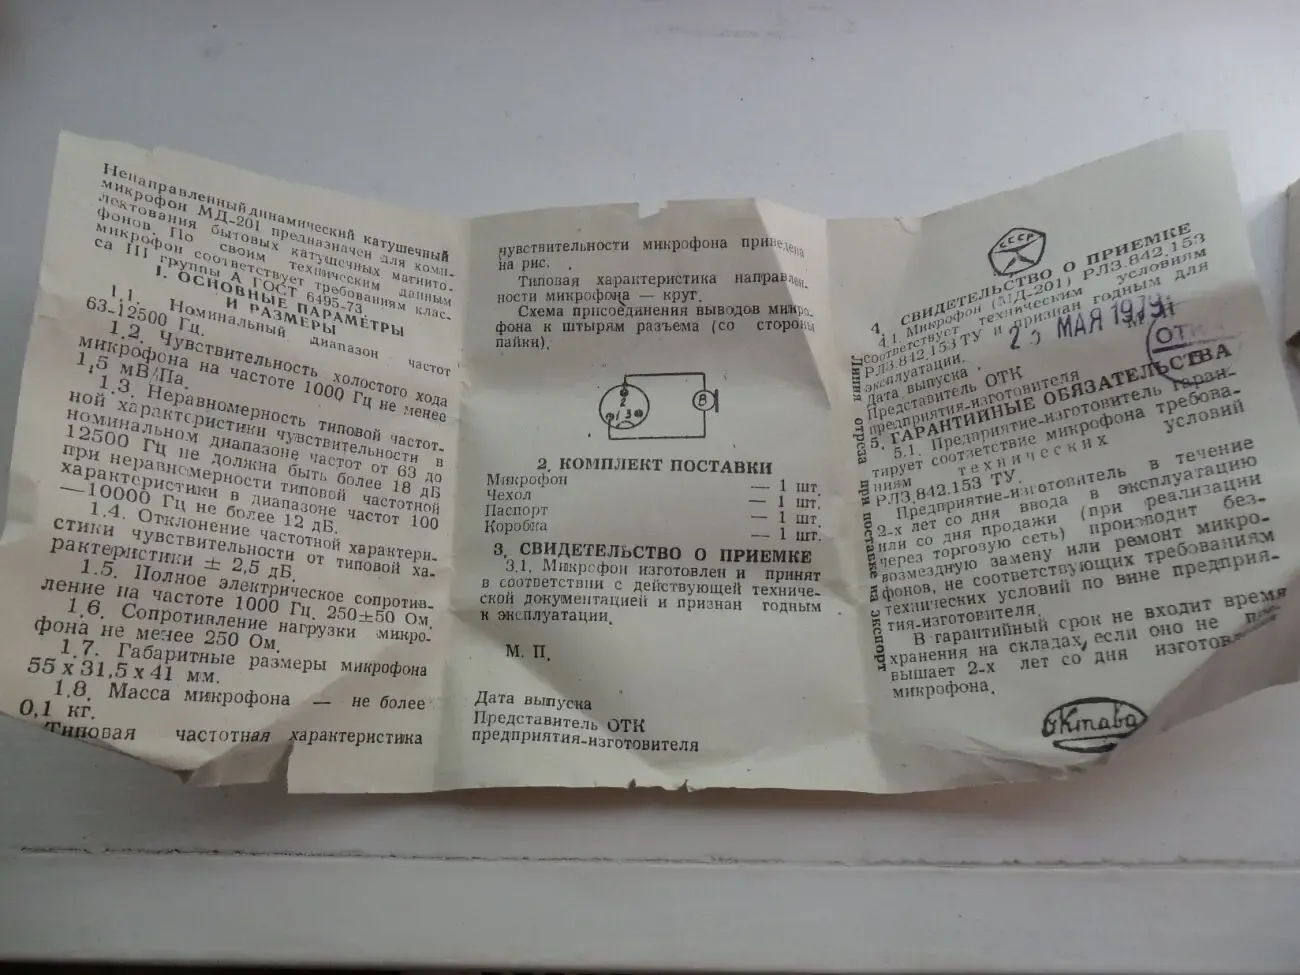 Ненаправленный динамический катушечный
микрофон МД-201 предназначен для комп-
лектования бытовых катушечных магнито-
фонов. По своим техническим данным
микрофон соответствует требованиям клас-
са III группы А ГОСТ 6495-73.
1. ОСНОВНЫЕ ПАРАМЕТРЫ
И РАЗМЕРЫ
1.1. Номинальный диапазон частот
63-12500 Гц.
1.2. Чувствительность холостого хода
микрофона на частоте 1000 Гц не менее
1,5 мВ/Па.
1.3. Неравномерность типовой частот-
ной характеристики чувствительности в
номинальном диапазоне частот от 63 до
12500 Гц не должна быть более 18 дБ
при неравномерности типовой частотной
характеристики в диапазоне частот 100
—10000 Гц не более 12 дБ.
1.4. Отклонение частотной характери-
стики чувствительности от типовой ха-
рактеристики ± 2,5 дБ.
1.5. Полное электрическое сопротив-
ление на частоте 1000 Гц 250±50 Ом.
1.6. Сопротивление нагрузки микро-
фона не менее 250 Ом.
1.7. Габаритные размеры микрофона
55 х 31,5 х 41 мм.
1.8. Масса микрофона — не более
0,1 кг.
Типовая частотная характеристика
чувствительности микрофона приведена
на рис. .
Типовая характеристика направлен-
ности микрофона — круг.
Схема присоединения выводов микро-
фона к штырям разъема (со стороны
пайки).
2
1 3
В
2. КОМПЛЕКТ ПОСТАВКИ
Микрофон — 1 шт.
Чехол — 1 шт.
Паспорт — 1 шт.
Коробка — 1 шт.
3. СВИДЕТЕЛЬСТВО О ПРИЕМКЕ
3.1. Микрофон изготовлен и принят
в соответствии с действующей техниче-
ской документацией и признан годным
к эксплуатации.
М. П.
Дата выпуска
Представитель ОТК
предприятия-изготовителя
Линия отреза при поставке на экспорт
СССР
4. СВИДЕТЕЛЬСТВО О ПРИЕМКЕ
4.1. Микрофон (МД-201) РЛЗ.842.153
соответствует техническим условиям
РЛЗ.842.153 ТУ и признан годным для
эксплуатации.
Дата выпуска . МАЯ 1979
Представитель ОТК
предприятия-изготовителя
ОТК
5. ГАРАНТИЙНЫЕ ОБЯЗАТЕЛЬСТВА
5.1. Предприятие-изготовитель гаран-
тирует соответствие микрофона требова-
ниям технических условий
РЛЗ.842.153 ТУ.
Предприятие-изготовитель в течение
2-х лет со дня ввода в эксплуатацию
или со дня продажи (при реализации
через торговую сеть) производит без-
возмездную замену или ремонт микро-
фонов, не соответствующих требованиям
технических условий по вине предприя-
тия-изготовителя.
В гарантийный срок не входит время
хранения на складах, если оно не пре-
вышает 2-х лет со дня изготовления
микрофона.
октава